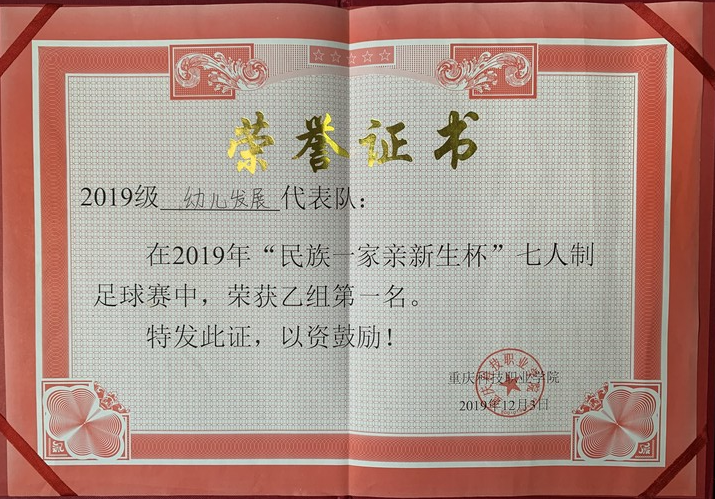 荣誉证书
2019级 幼儿发展 代表队：
在2019年“民族一家亲新生杯”七人制
足球赛中，荣获乙组第一名。
特发此证，以资鼓励！
重庆科技职业学院
2019年12月3日